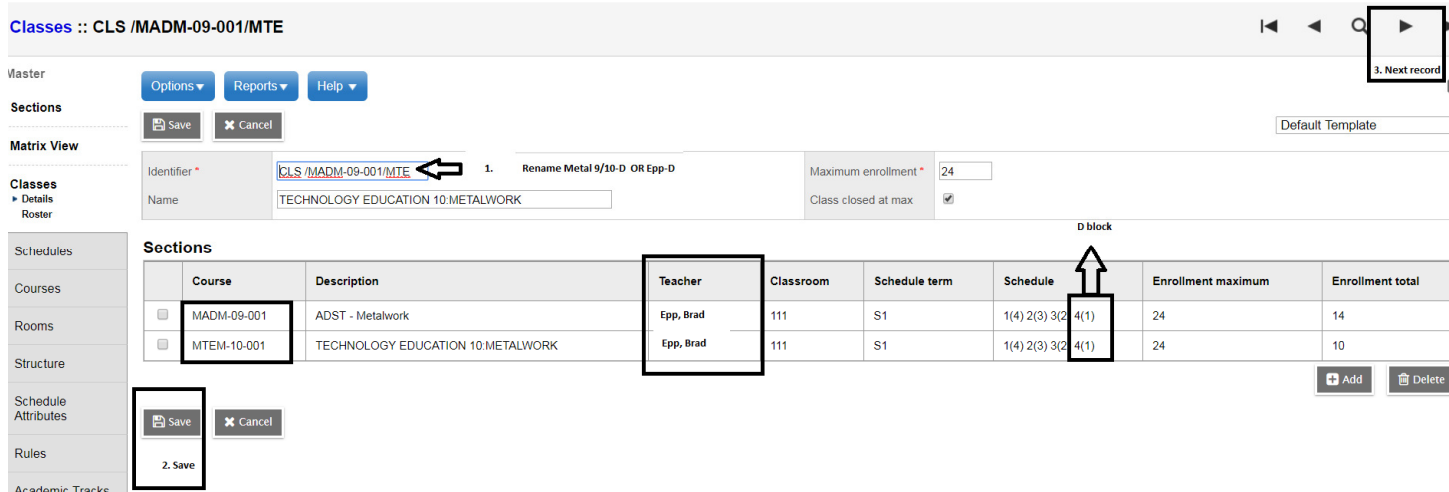 Classes :: CLS /MADM-09-001/MTE
3. Next record
Master
Options Reports Help
Sections
Save Cancel
Default Template
Matrix View
Identifier * CLS /MADM-09-001/MTE 1. Rename Metal 9/10-D OR Epp-D Maximum enrollment * 24
Classes
Details
Name TECHNOLOGY EDUCATION 10:METALWORK Class closed at max
Roster
D block
Schedules
Sections
Course Description Teacher Classroom Schedule term Schedule Enrollment maximum Enrollment total
Courses
MADM-09-001 ADST - Metalwork Epp, Brad 111 S1 1(4) 2(3) 3(2 4(1) 24 14
Rooms
MTEM-10-001 TECHNOLOGY EDUCATION 10:METALWORK Epp, Brad 111 S1 1(4) 2(3) 3(2 4(1) 24 10
Structure
Add Delete
Schedule
Attributes
Save Cancel
Rules
2. Save
Academic Tracks